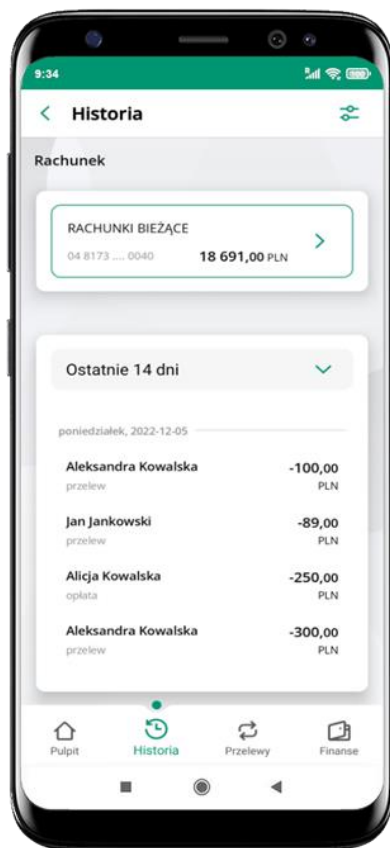 9:34
Historia
Rachunek
RACHUNKI BIEŻĄCE
04 8173 .... 0040 18 691,00 PLN
Ostatnie 14 dni
poniedziałek, 2022-12-05
Aleksandra Kowalska -100,00
przelew PLN
Jan Jankowski -89,00
przelew PLN
Alicja Kowalska -250,00
opłata PLN
Aleksandra Kowalska -300,00
przelew PLN
Pulpit Historia Przelewy Finanse